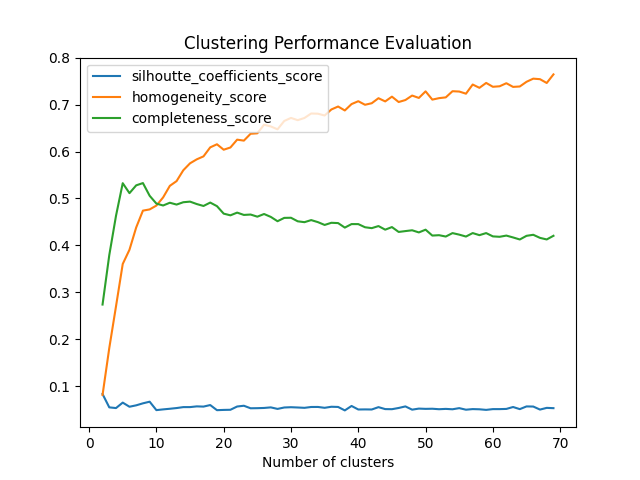 Clustering Performance Evaluation
silhoutte_coefficients_score
homogeneity_score
completeness_score
0.8
0.7
0.6
0.5
0.4
0.3
0.2
0.1
0 10 20 30 40 50 60 70
Number of clusters